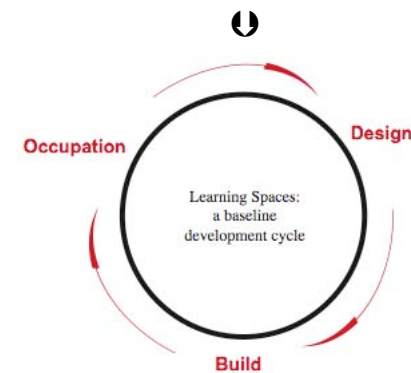 Occupation
Design
Learning Spaces:
a baseline
development cycle
Build